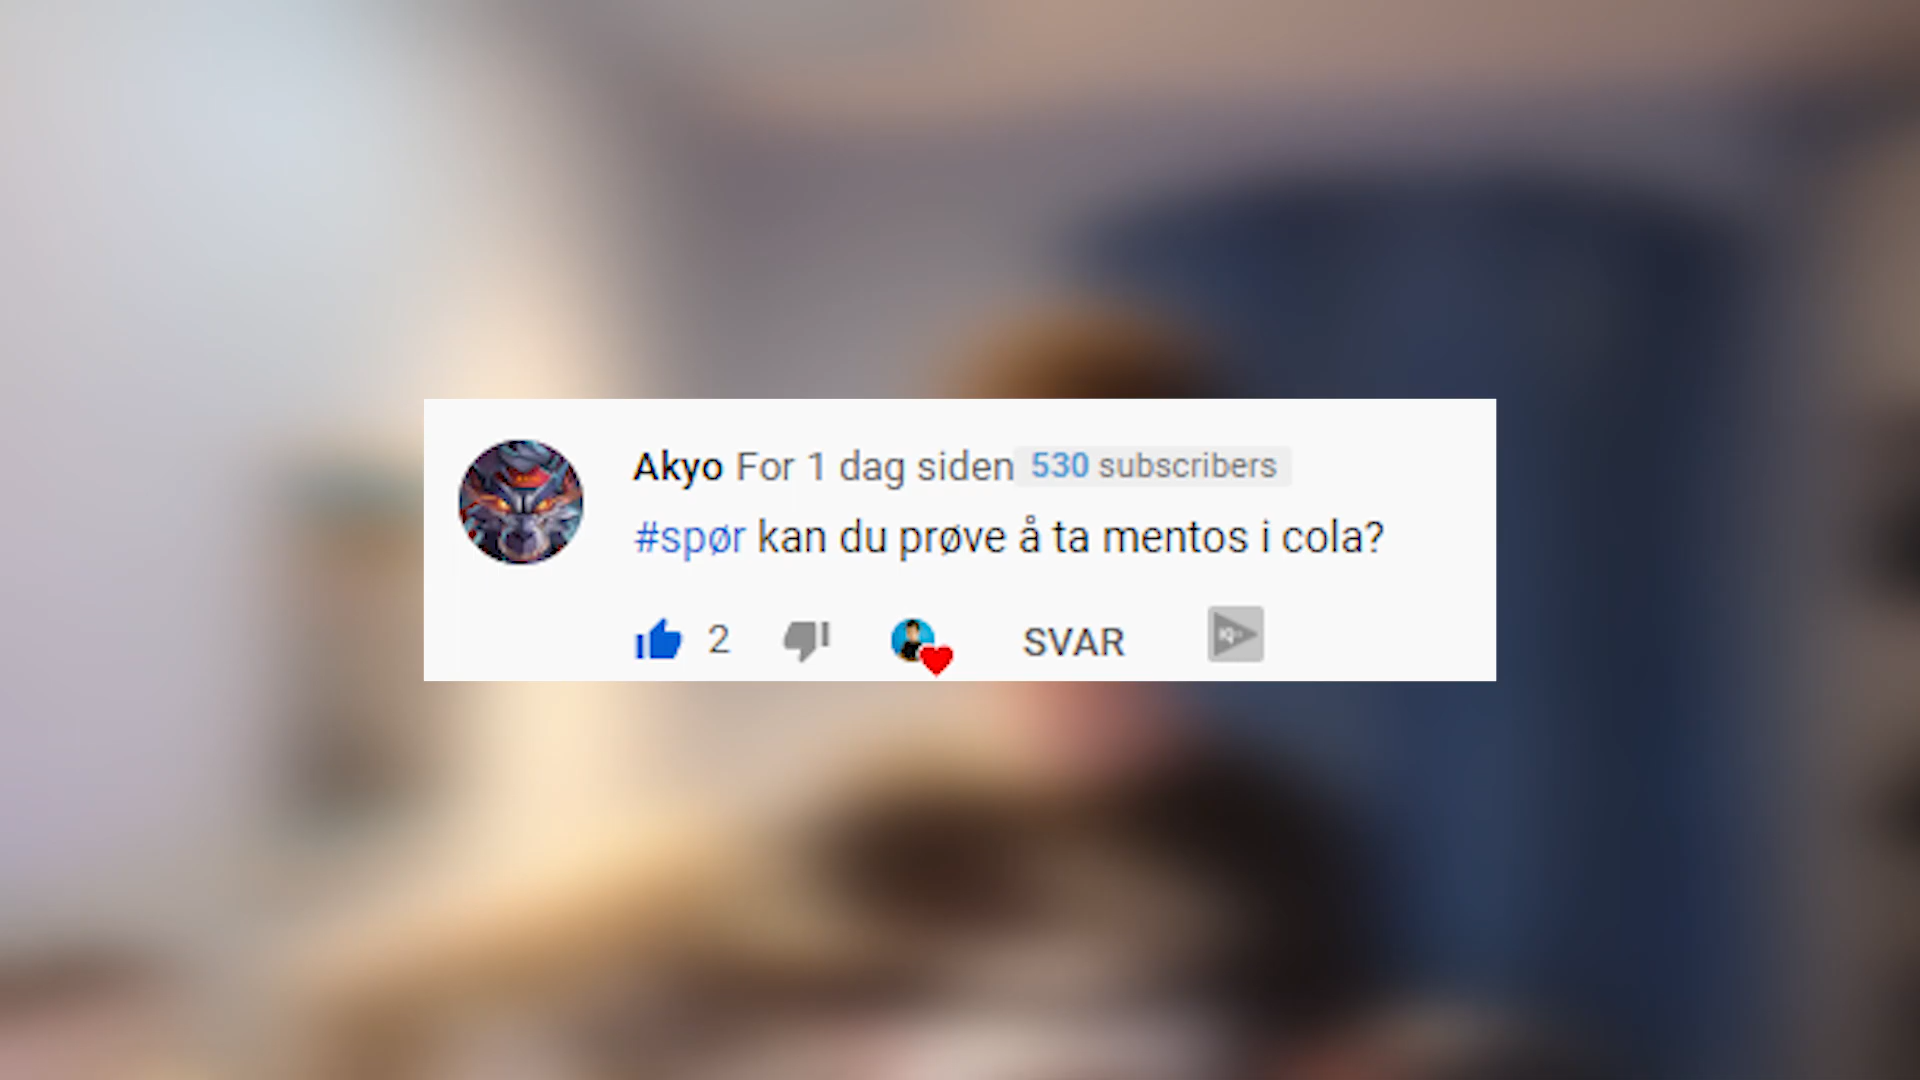 Akyo For 1 dag siden 530 subscribers
#spør kan du prøve å ta mentos i cola?
2 SVAR